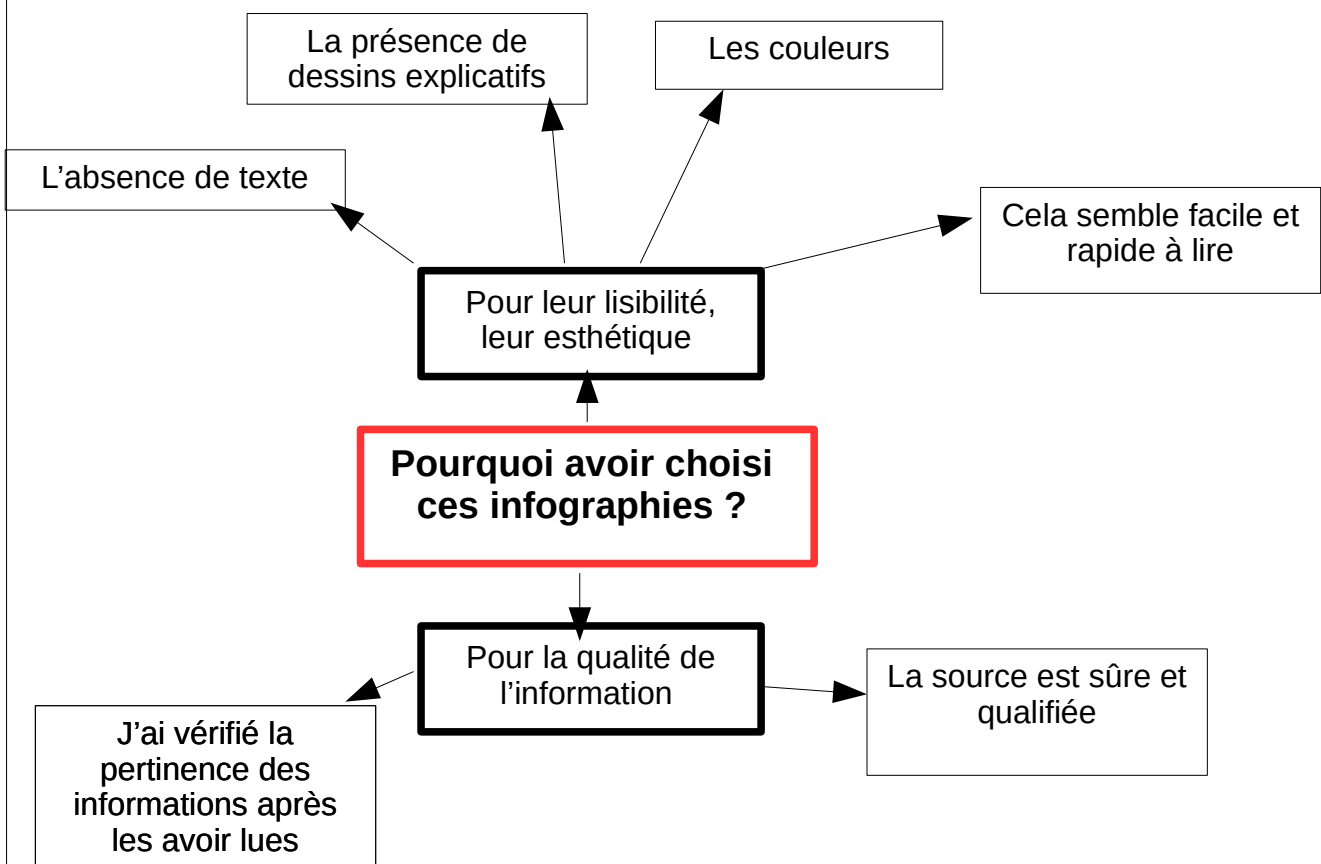 La présence de
dessins explicatifs
Les couleurs
L’absence de texte
Cela semble facile et
rapide à lire
Pour leur lisibilité,
leur esthétique
Pourquoi avoir choisi
ces infographies ?
Pour la qualité de
l’information
La source est sûre et
qualifiée
J’ai vérifié la
pertinence des
informations après
les avoir lues